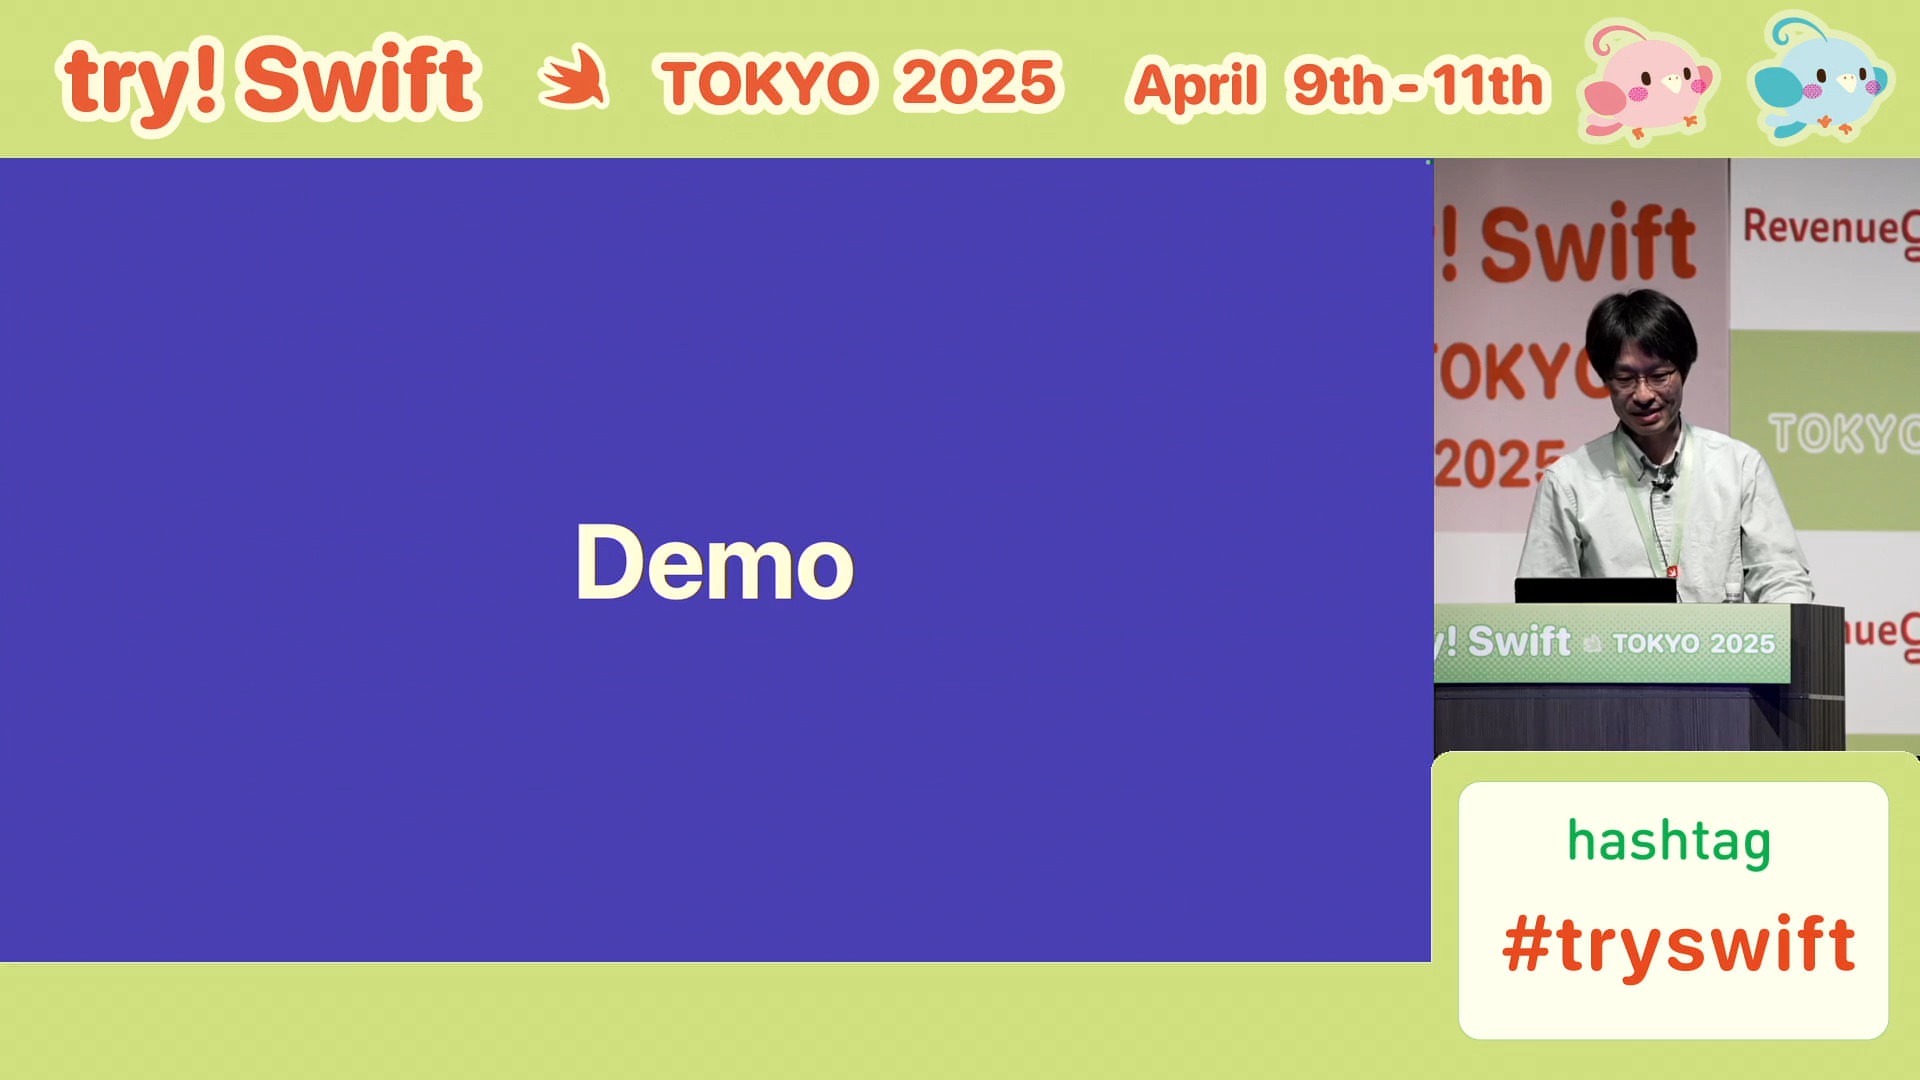 try! Swift TOKYO 2025 April 9th - 11th
Demo
! Swift
TOKYO
2025
Revenue
TOKYO
y! Swift TOKYO 2025
hashtag
#tryswift